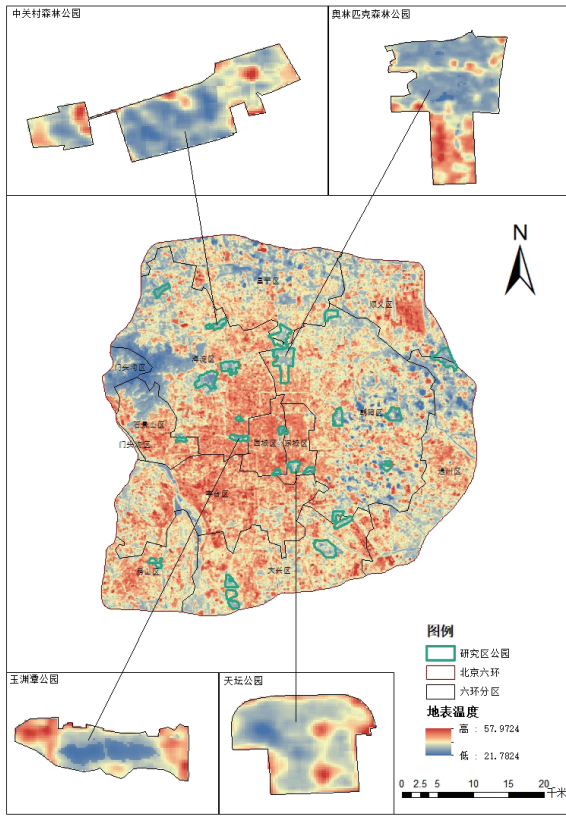 中关村森林公园
奥林匹克森林公园
N
昌平区
顺义区
海淀区
门头沟区
石景山区
朝阳区
门头沟区
西城区
东城区
通州区
丰台区
房山区
大兴区
图例
研究区公园
北京六环
六环分区
地表温度
高 : 57.9724
低 : 21.7824
玉渊潭公园
天坛公园
0 2.5 5 10 15 20
千米